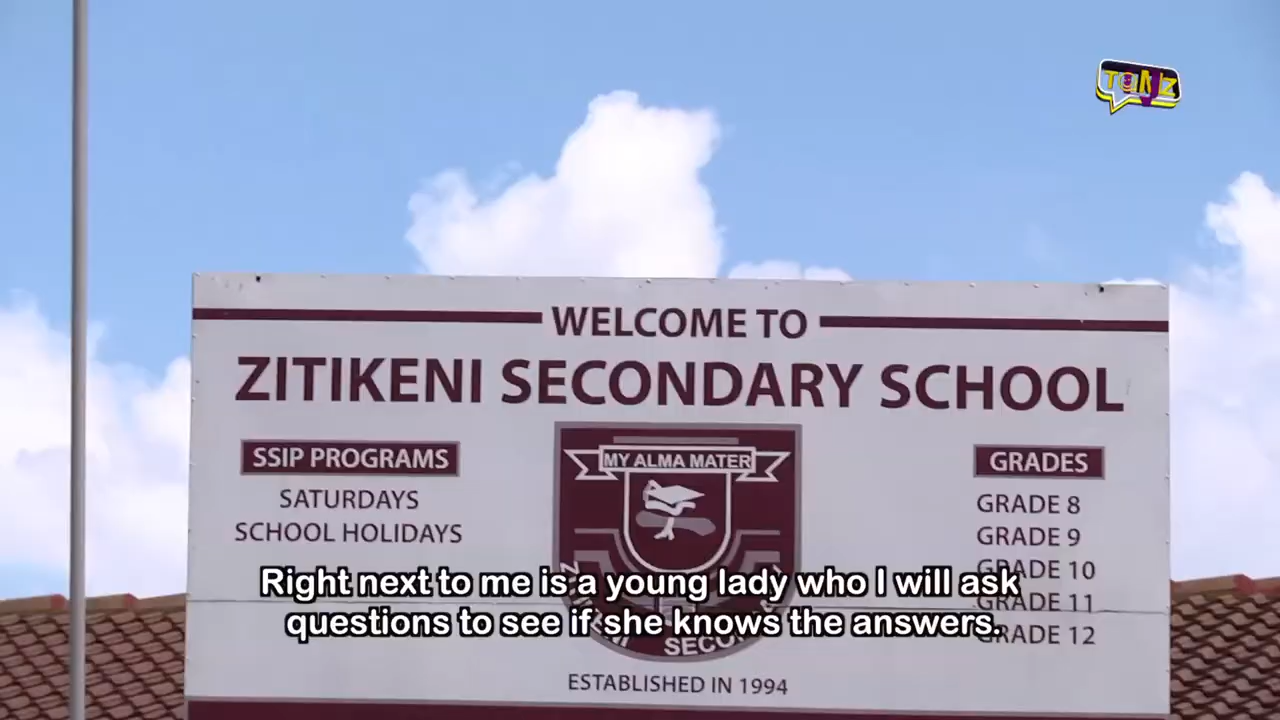 TaNJz
WELCOME TO
ZITIKENI SECONDARY SCHOOL
SSIP PROGRAMS
SATURDAYS
SCHOOL HOLIDAYS
MY ALMA MATER
GRADES
GRADE 8
GRADE 9
GRADE 10
GRADE 11
GRADE 12
ESTABLISHED IN 1994
Right next to me is a young lady who I will ask
questions to see if she knows the answers.